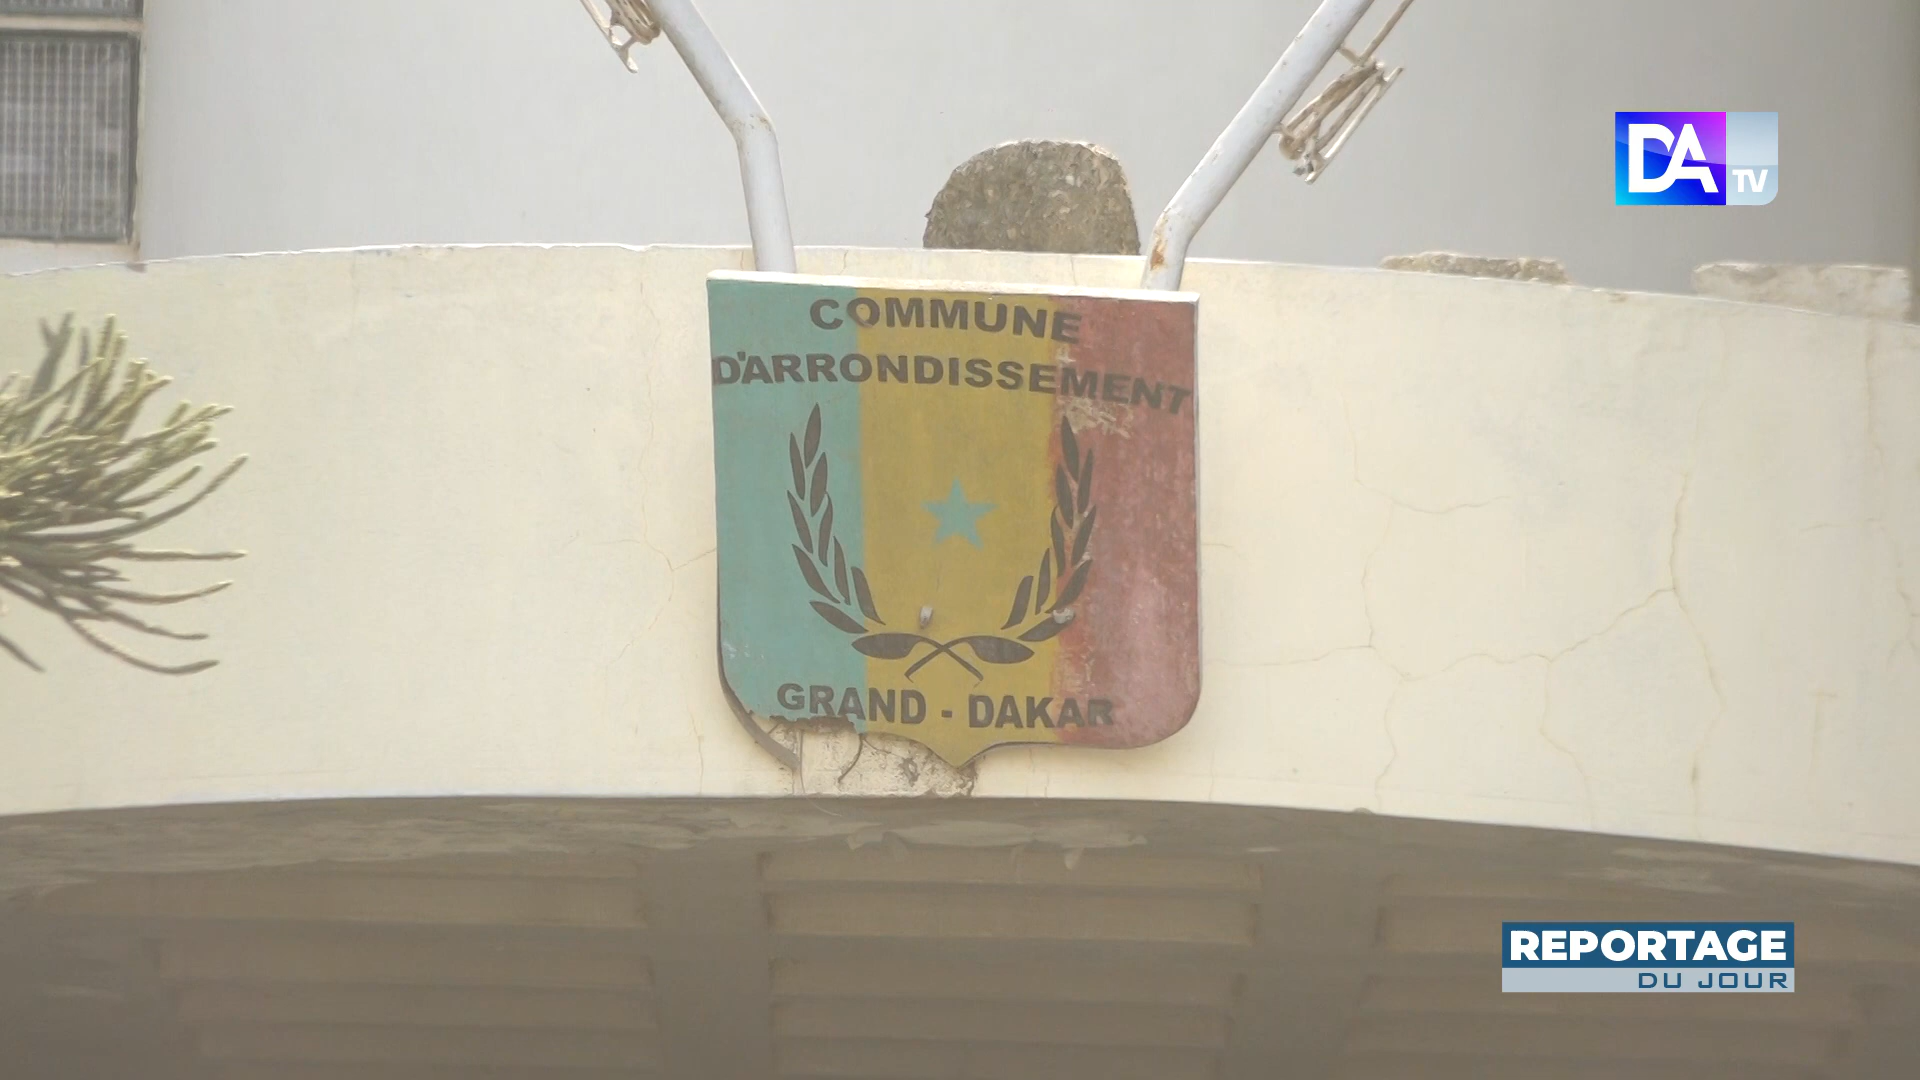 DA TV
COMMUNE
D'ARRONDISSEMENT
GRAND - DAKAR
REPORTAGE
DU JOUR